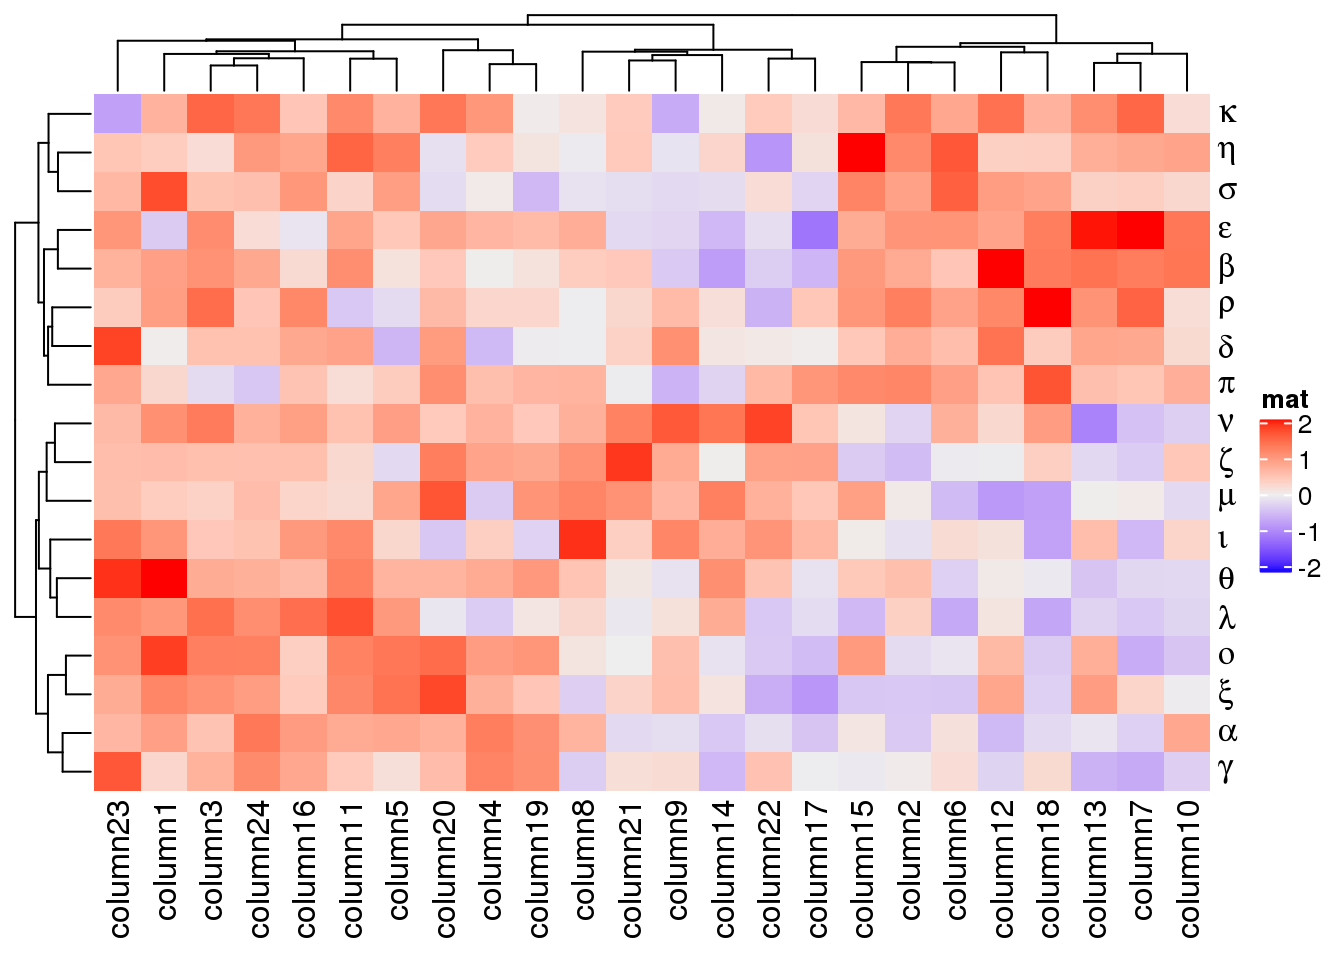 κ
η
σ
ε
β
ρ
δ
π
ν
ζ
μ
ι
θ
λ
ο
ξ
α
γ
mat
2
1
0
-1
-2
column23
column1
column3
column24
column16
column11
column5
column20
column4
column19
column8
column21
column9
column14
column22
column17
column15
column2
column6
column12
column18
column13
column7
column10